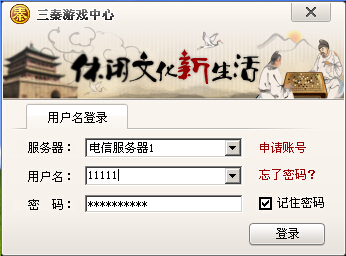 秦 三秦游戏中心
休闲文化新生活
用户名登录
服务器： 电信服务器1 申请账号
用户名： 11111 忘了密码？
密 码： ********** 记住密码
登录